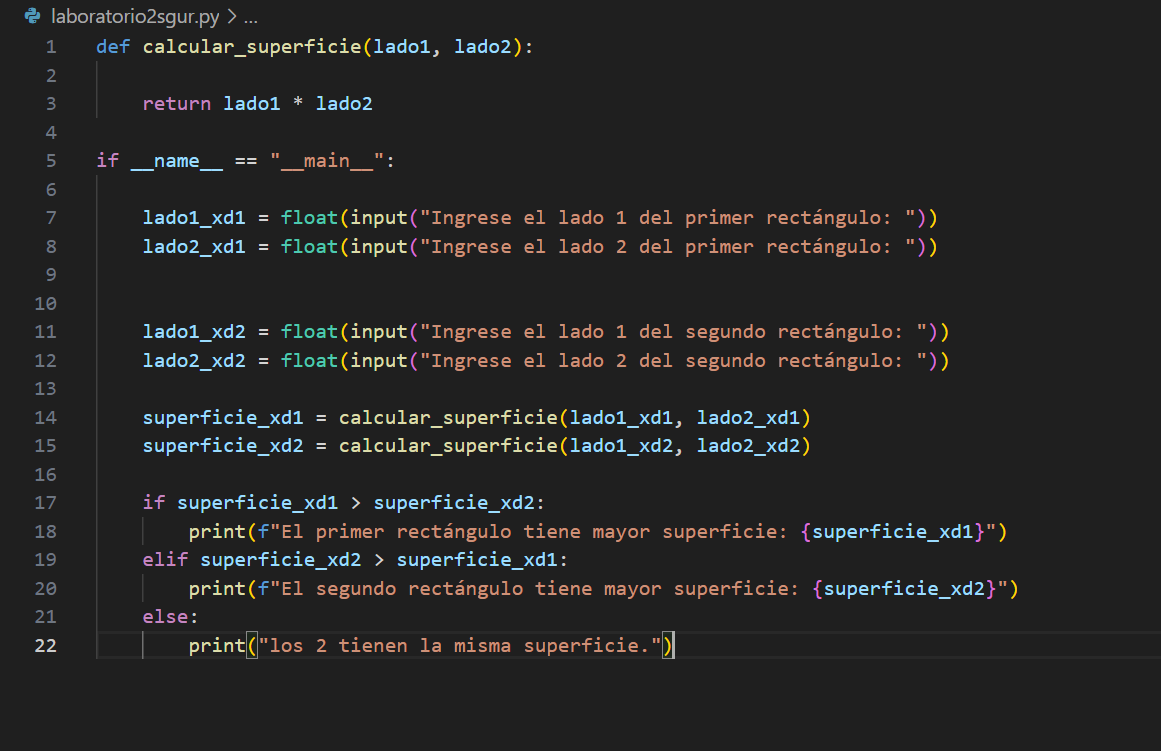 laboratorio2sgur.py > ...
1 def calcular_superficie(lado1, lado2):
2
3     return lado1 * lado2
4
5 if __name__ == "__main__":
6
7     lado1_xd1 = float(input("Ingrese el lado 1 del primer rectángulo: "))
8     lado2_xd1 = float(input("Ingrese el lado 2 del primer rectángulo: "))
9
10
11     lado1_xd2 = float(input("Ingrese el lado 1 del segundo rectángulo: "))
12     lado2_xd2 = float(input("Ingrese el lado 2 del segundo rectángulo: "))
13
14     superficie_xd1 = calcular_superficie(lado1_xd1, lado2_xd1)
15     superficie_xd2 = calcular_superficie(lado1_xd2, lado2_xd2)
16
17     if superficie_xd1 > superficie_xd2:
18         print(f"El primer rectángulo tiene mayor superficie: {superficie_xd1}")
19     elif superficie_xd2 > superficie_xd1:
20         print(f"El segundo rectángulo tiene mayor superficie: {superficie_xd2}")
21     else:
22         print("los 2 tienen la misma superficie.")